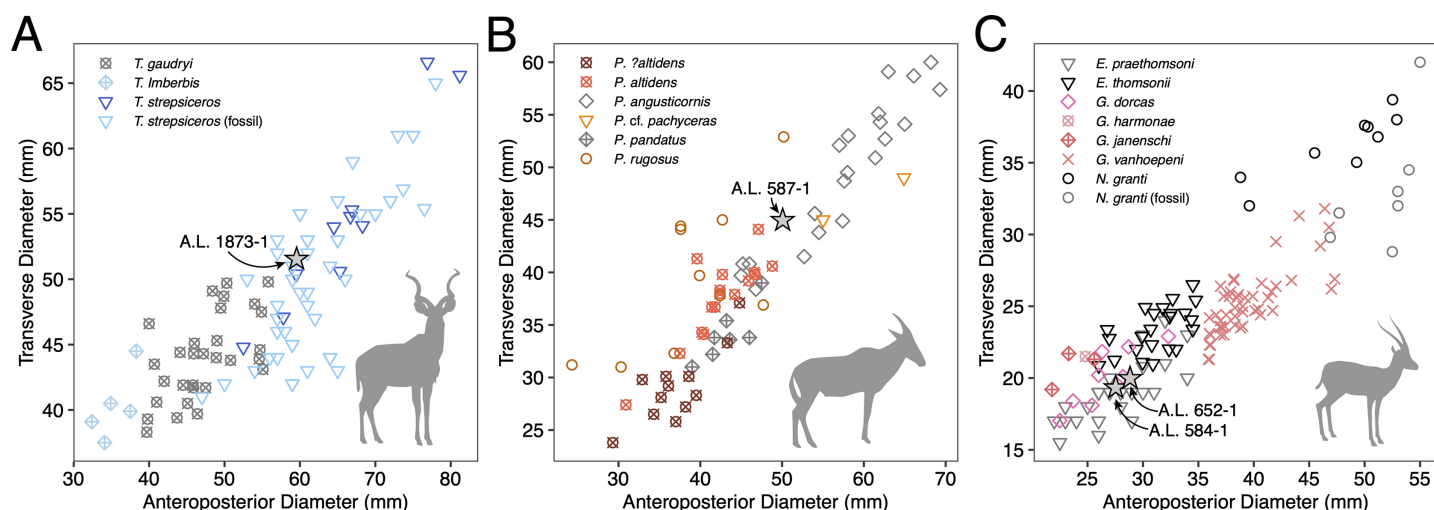 A
T. gaudryi
T. Imberbis
T. strepsiceros
T. strepsiceros (fossil)
A.L. 1873-1
Transverse Diameter (mm)
65
60
55
50
45
40
30 40 50 60 70 80
Anteroposterior Diameter (mm)
B
P. ?altidens
P. altidens
P. angusticornis
P. cf. pachyceras
P. pandatus
P. rugosus
A.L. 587-1
Transverse Diameter (mm)
60
55
50
45
40
35
30
25
30 40 50 60 70
Anteroposterior Diameter (mm)
C
E. praethomsoni
E. thomsonii
G. dorcas
G. harmonae
G. janenschi
G. vanhoepeni
N. granti
N. granti (fossil)
A.L. 652-1
A.L. 584-1
Transverse Diameter (mm)
40
35
30
25
20
15
25 30 35 40 45 50 55
Anteroposterior Diameter (mm)